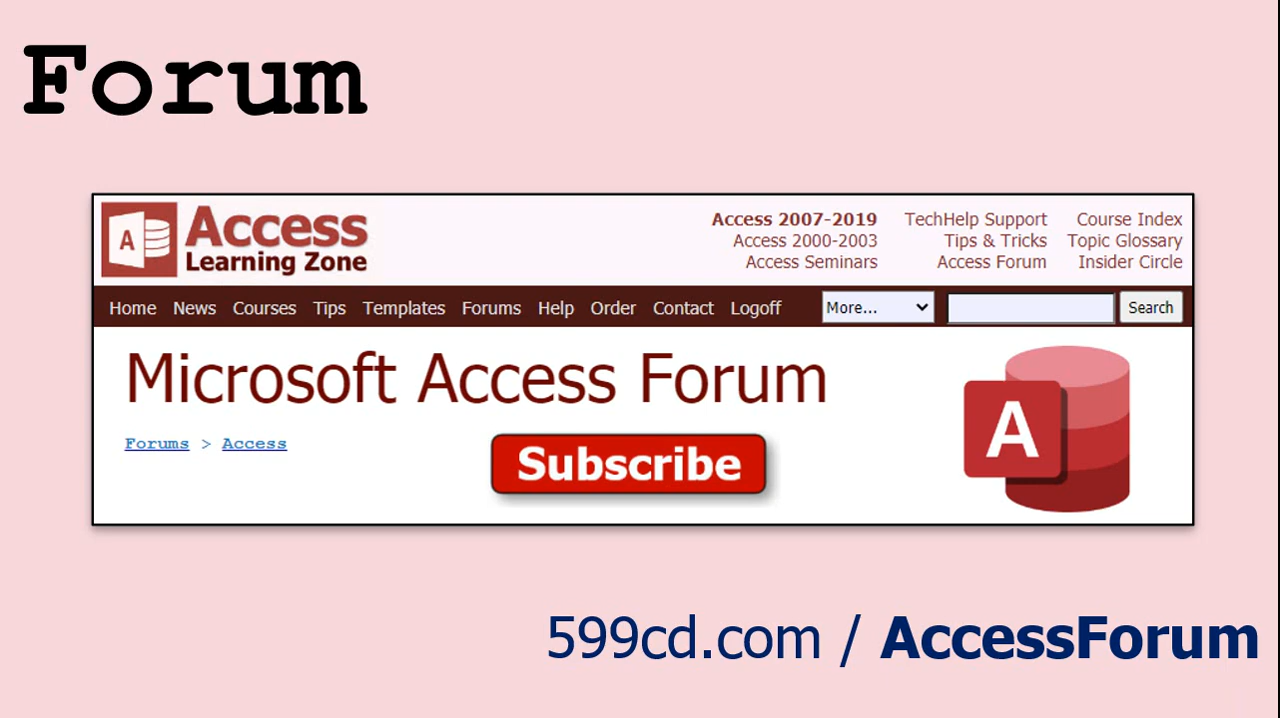 Forum
A Access
Learning Zone
Access 2007-2019 TechHelp Support Course Index
Access 2000-2003 Tips & Tricks Topic Glossary
Access Seminars Access Forum Insider Circle
Home News Courses Tips Templates Forums Help Order Contact Logoff More... Search
Microsoft Access Forum
Forums > Access
Subscribe
A
599cd.com / AccessForum